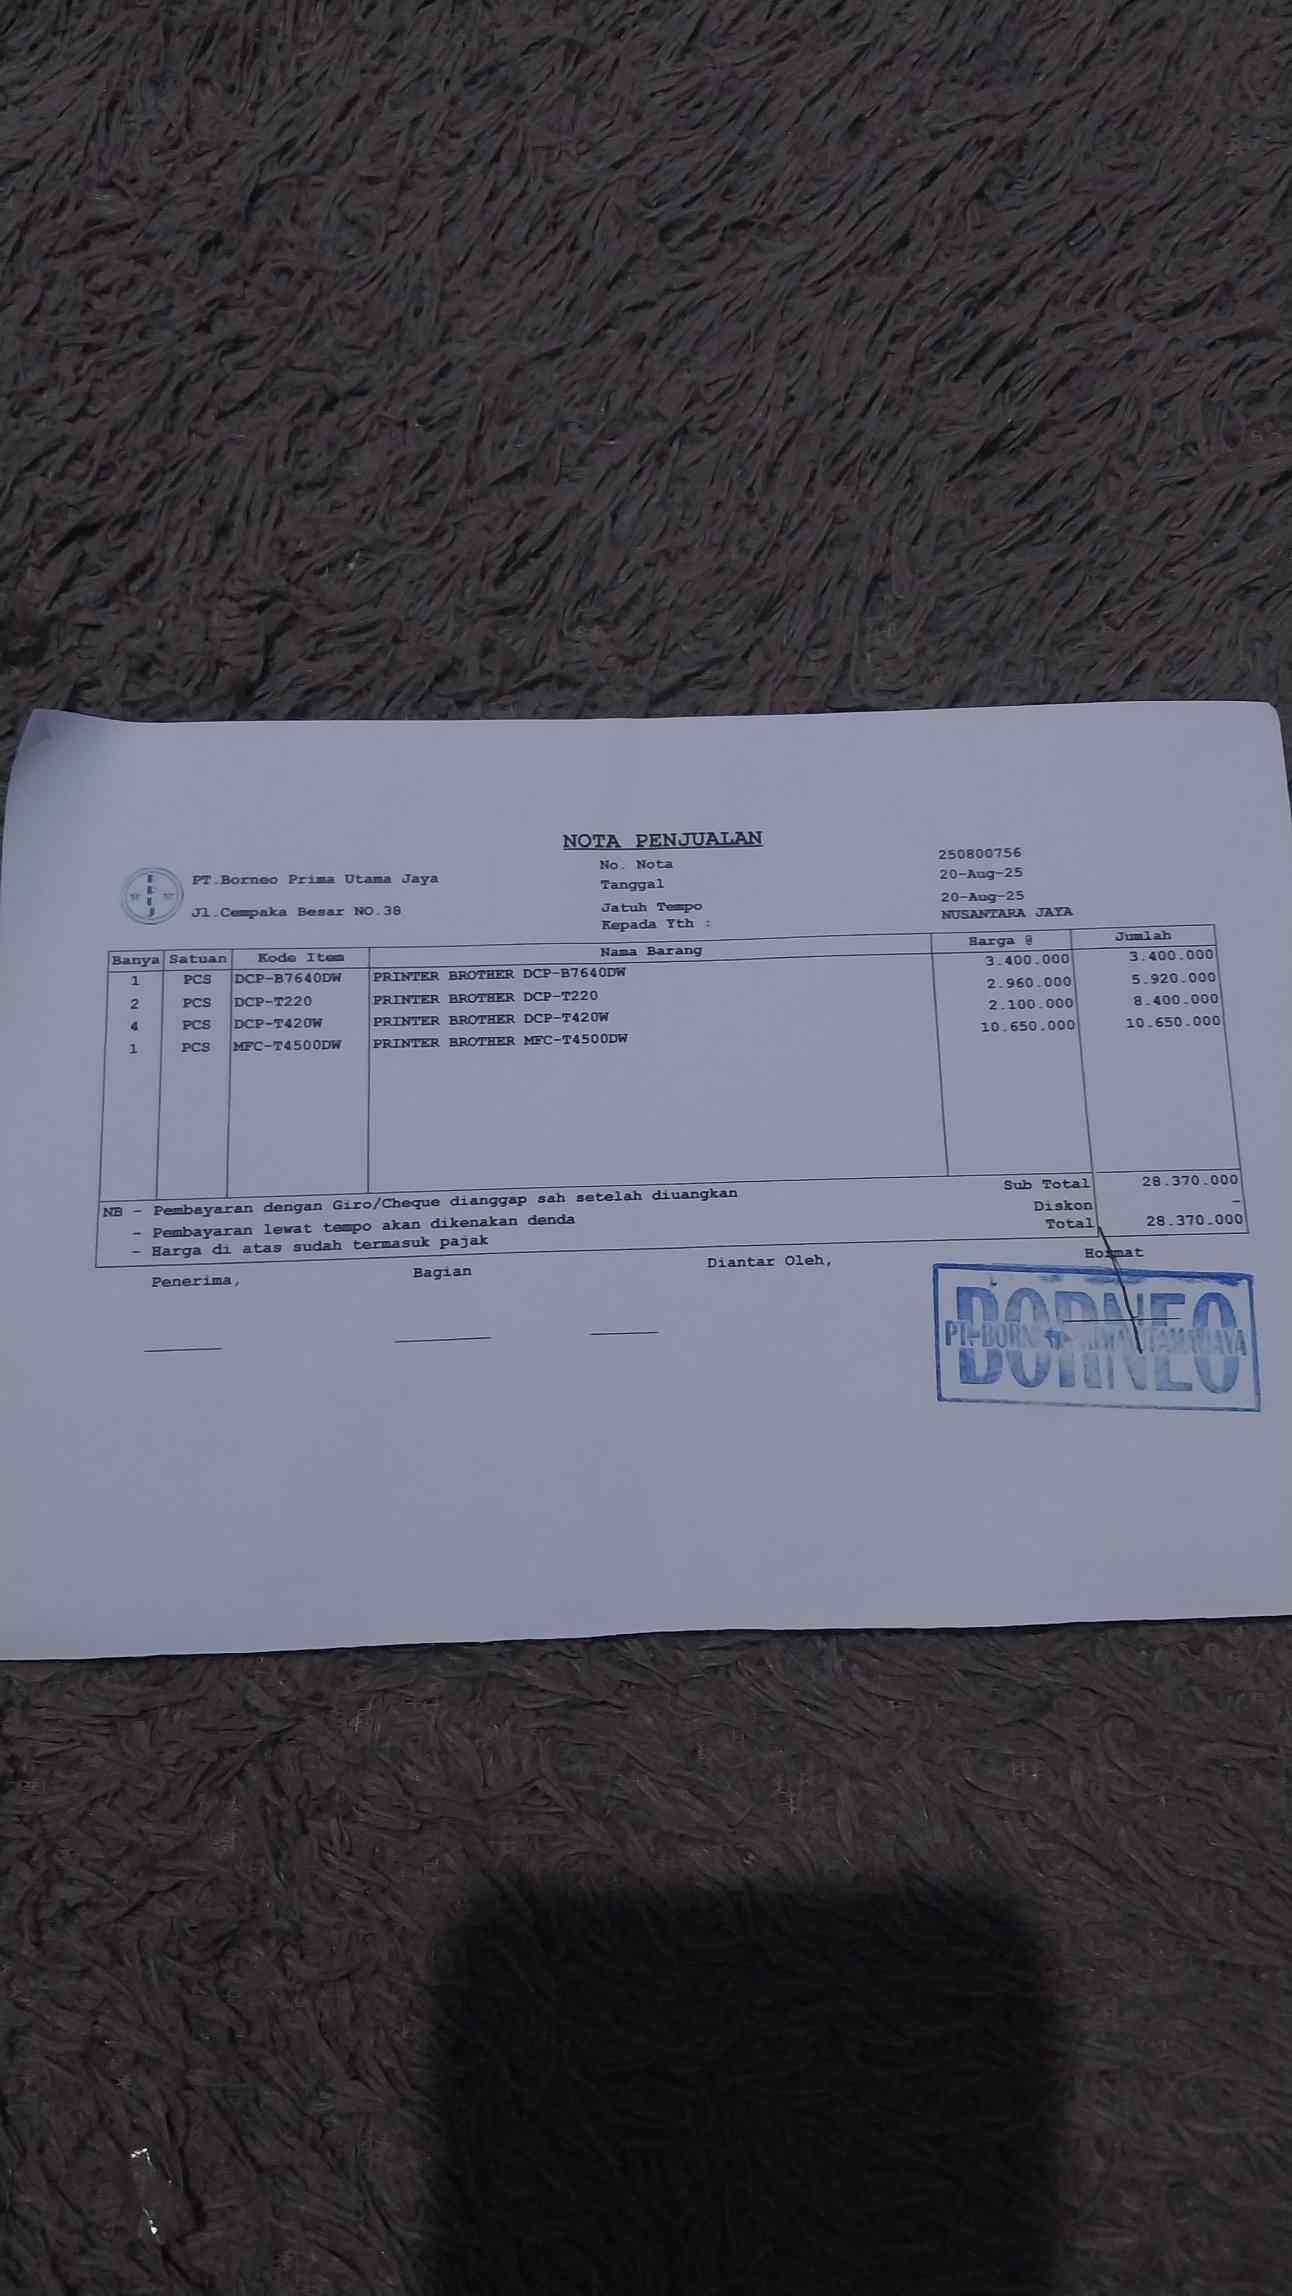 NOTA PENJUALAN
PT.Borneo Prima Utama Jaya
Jl.Cempaka Besar NO.38
No. Nota 250800756
Tanggal 20-Aug-25
Jatuh Tempo 20-Aug-25
Kepada Yth : NUSANTARA JAYA
Banya Satuan Kode Item Nama Barang Harga @ Jumlah
1 PCS DCP-B7640DW PRINTER BROTHER DCP-B7640DW 3.400.000 3.400.000
2 PCS DCP-T220 PRINTER BROTHER DCP-T220 2.960.000 5.920.000
4 PCS DCP-T420W PRINTER BROTHER DCP-T420W 2.100.000 8.400.000
1 PCS MFC-T4500DW PRINTER BROTHER MFC-T4500DW 10.650.000 10.650.000
NB - Pembayaran dengan Giro/Cheque dianggap sah setelah diuangkan
- Pembayaran lewat tempo akan dikenakan denda
- Harga di atas sudah termasuk pajak
Sub Total 28.370.000
Diskon -
Total 28.370.000
Penerima, Bagian Diantar Oleh, Hormat
BORNEO